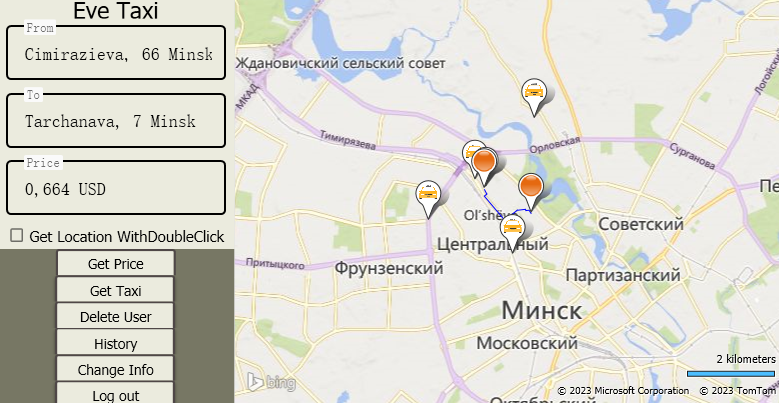 Eve Taxi
From
Cimirazieva, 66 Minsk
To
Tarchanava, 7 Minsk
Price
0,664 USD
Get Location WithDoubleClick
Get Price
Get Taxi
Delete User
History
Change Info
Log out
Ждановичский сельский совет
МКАД
Тимирязева
Орловская
Сурганова
Логойский
Пе
Ol'shev
Советский
Центральный
Притыцкого
Фрунзенский
Партизанский
Минск
Московский
2 kilometers
bing
© 2023 Microsoft Corporation © 2023 TomTom
Октябрьский